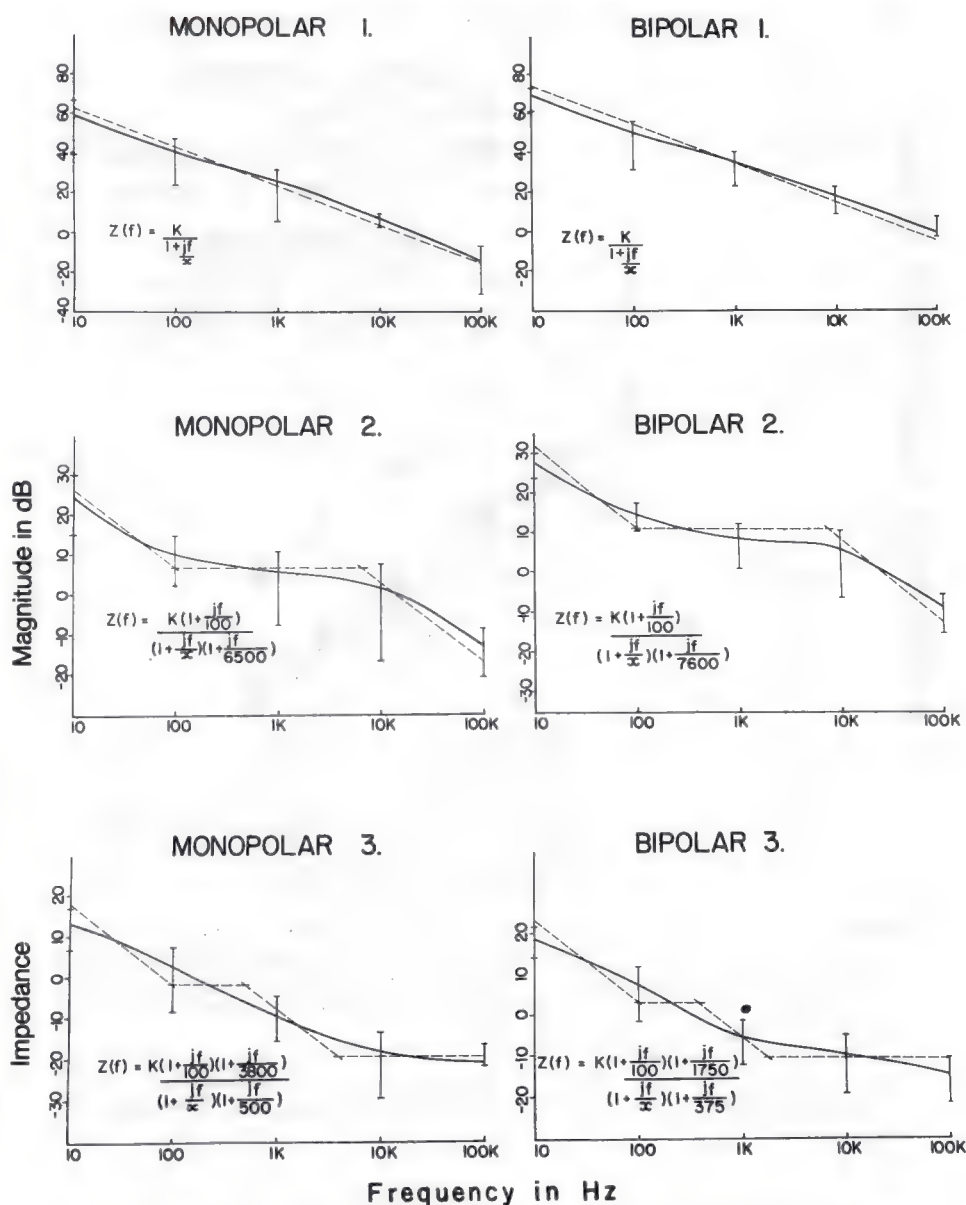 MONOPOLAR 1.
80
60
40
20
0
-20
-40
Z(f) = K
1+jf
x
10 100 1K 10K 100K
BIPOLAR 1.
80
60
40
20
0
-20
-40
Z(f) = K
1+jf
x
10 100 1K 10K 100K
Magnitude in dB
MONOPOLAR 2.
30
20
10
0
-10
-20
Z(f) = K(1+jf/100)
(1+jf/x)(1+jf/6500)
10 100 1K 10K 100K
BIPOLAR 2.
30
20
10
0
-10
-20
-30
Z(f) = K(1+jf/100)
(1+jf/x)(1+jf/7600)
10 100 1K 10K 100K
Impedance
MONOPOLAR 3.
20
10
0
-10
-20
-30
Z(f) = K(1+jf/100)(1+jf/3800)
(1+jf/x)(1+jf/500)
10 100 1K 10K 100K
BIPOLAR 3.
20
10
0
-10
-20
Z(f) = K(1+jf/100)(1+jf/1750)
(1+jf/x)(1+jf/375)
10 100 1K 10K 100K
Frequency in Hz